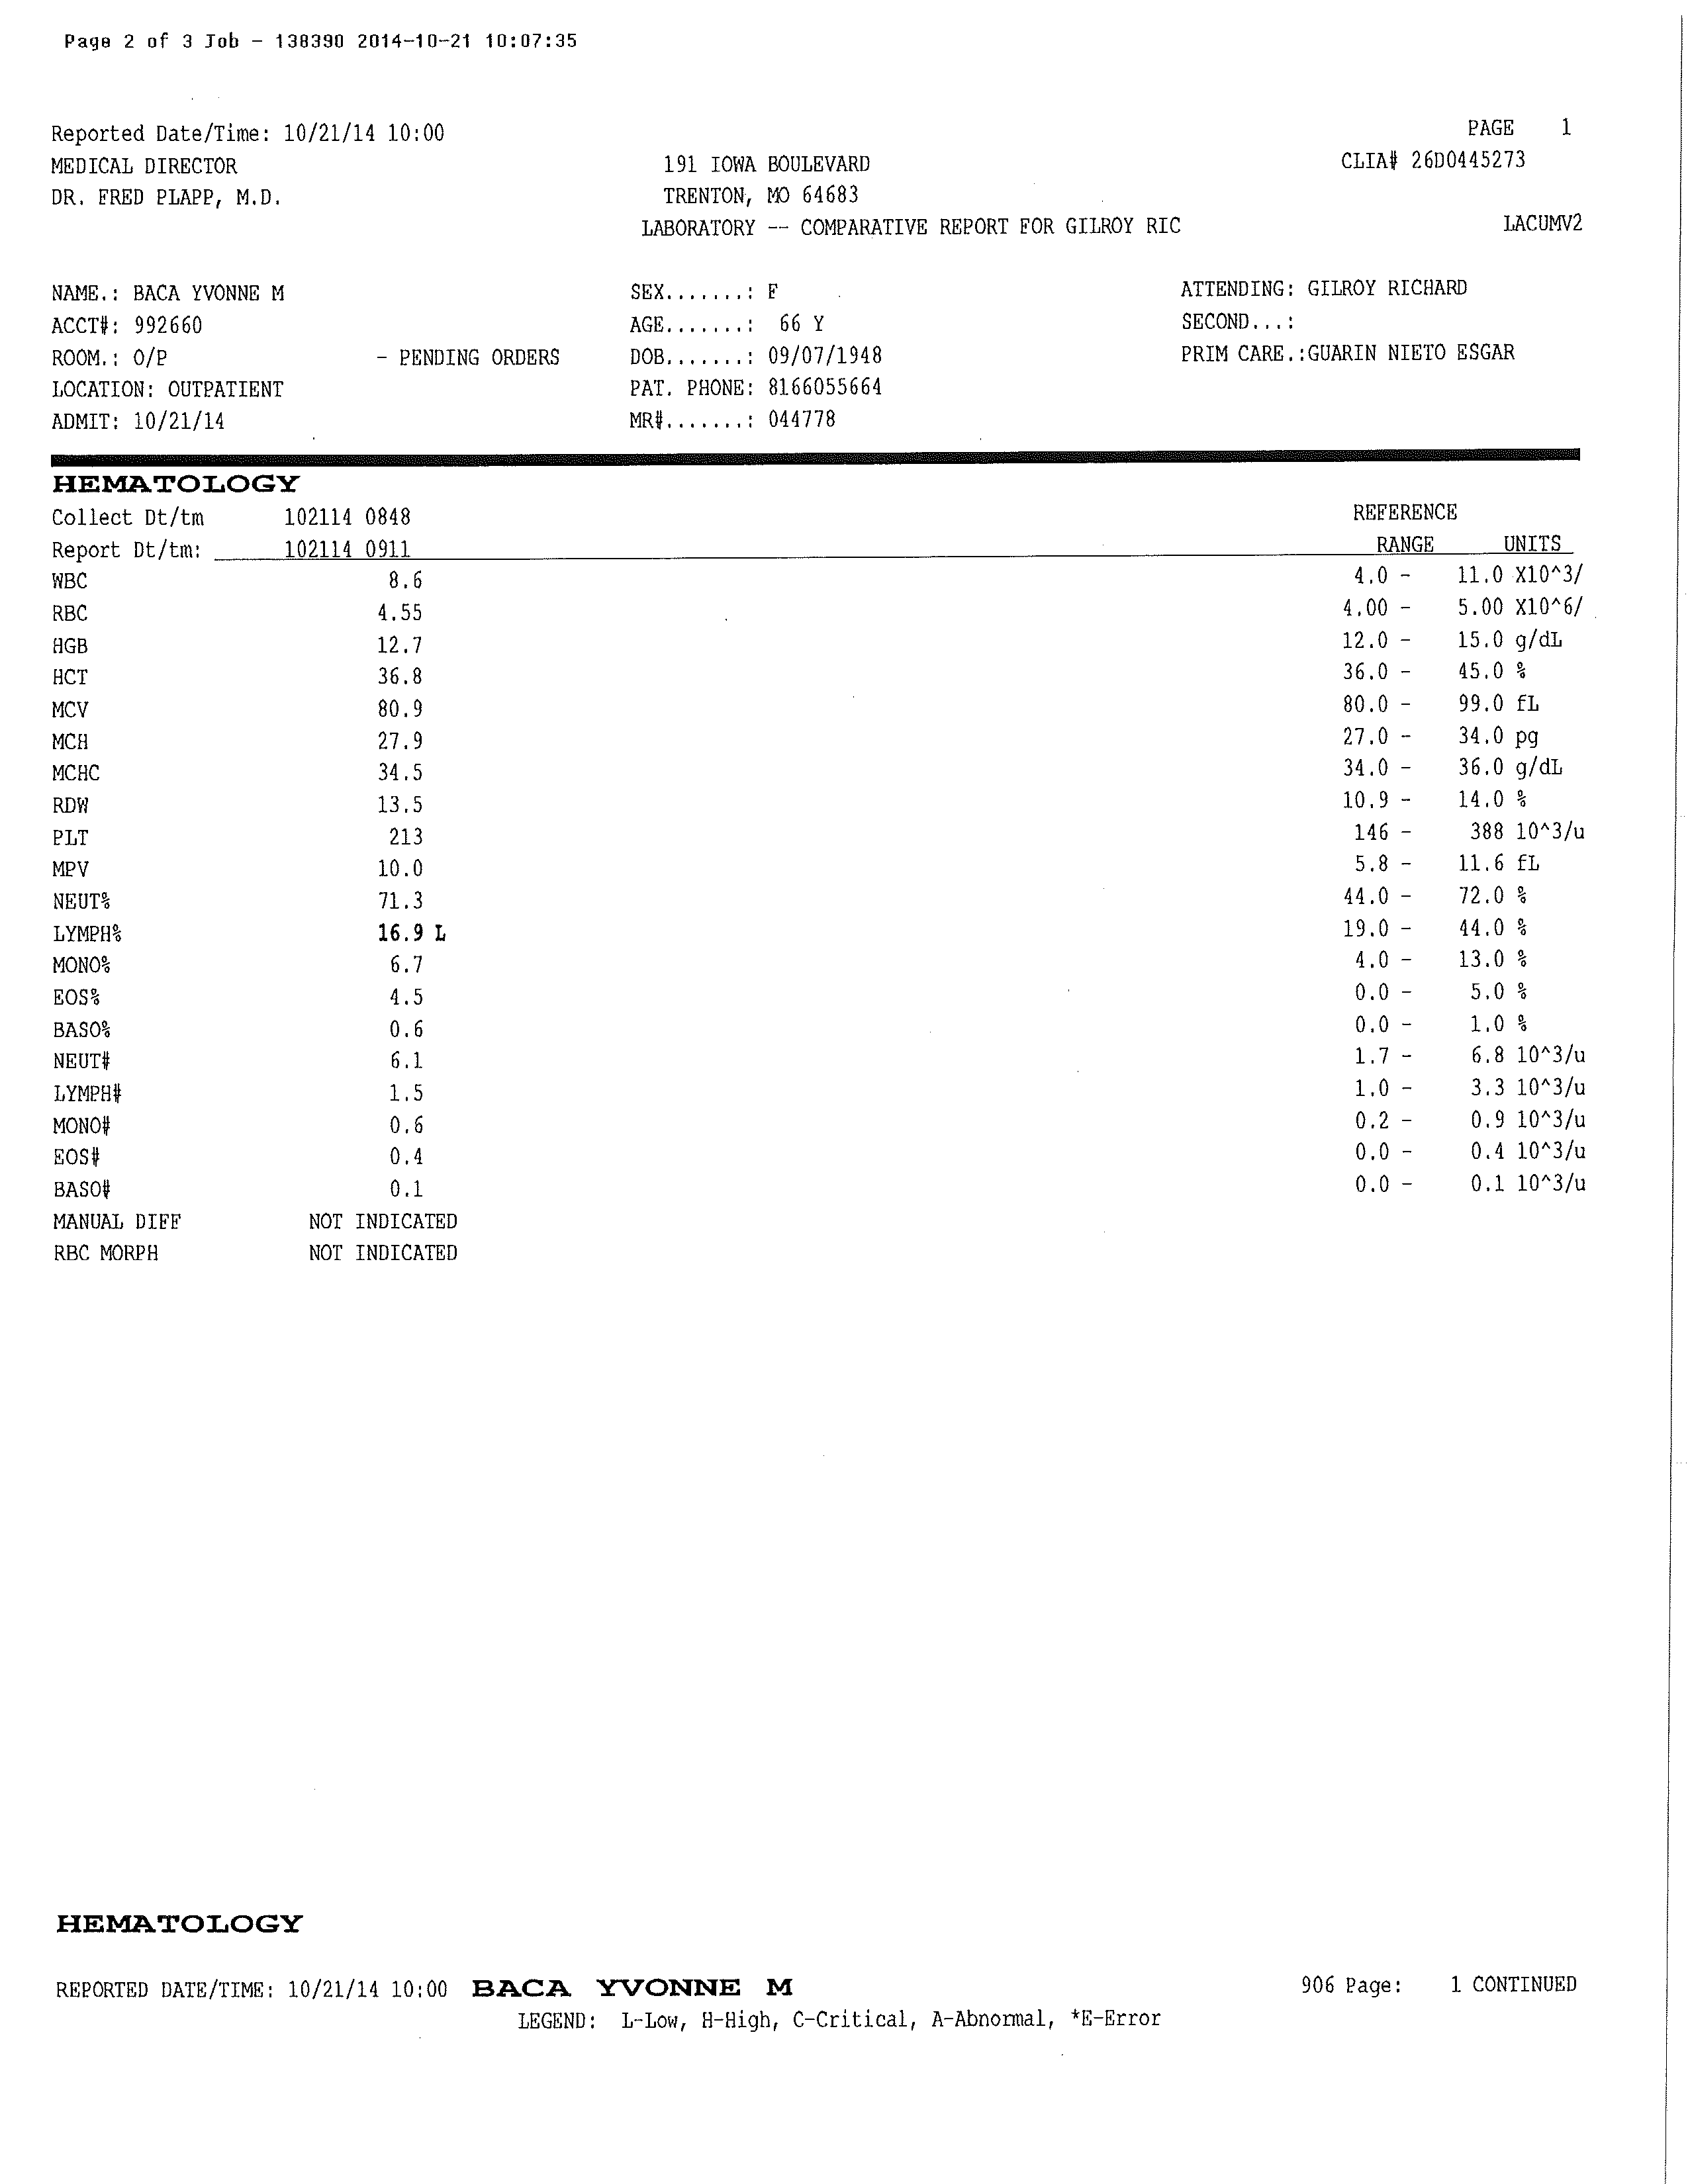 Page 2 of 3 Job - 138390 2014-10-21 10:07:35
Reported Date/Time: 10/21/14 10:00 PAGE 1
MEDICAL DIRECTOR 191 IOWA BOULEVARD CLIA# 26D0445273
DR. FRED PLAPP, M.D. TRENTON, MO 64683
LABORATORY -- COMPARATIVE REPORT FOR GILROY RIC LACUMV2
NAME.: BACA YVONNE M SEX.......: F ATTENDING: GILROY RICHARD
ACCT#: 992660 AGE.......: 66 Y SECOND...:
ROOM.: O/P - PENDING ORDERS DOB.......: 09/07/1948 PRIM CARE.:GUARIN NIETO ESGAR
LOCATION: OUTPATIENT PAT. PHONE: 8166055664
ADMIT: 10/21/14 MR#.......: 044778
HEMATOLOGY
Collect Dt/tm 102114 0848 REFERENCE
Report Dt/tm: 102114 0911 RANGE UNITS
WBC 8.6 4.0 - 11.0 X10^3/
RBC 4.55 4.00 - 5.00 X10^6/
HGB 12.7 12.0 - 15.0 g/dL
HCT 36.8 36.0 - 45.0 %
MCV 80.9 80.0 - 99.0 fL
MCH 27.9 27.0 - 34.0 pg
MCHC 34.5 34.0 - 36.0 g/dL
RDW 13.5 10.9 - 14.0 %
PLT 213 146 - 388 10^3/u
MPV 10.0 5.8 - 11.6 fL
NEUT% 71.3 44.0 - 72.0 %
LYMPH% 16.9 L 19.0 - 44.0 %
MONO% 6.7 4.0 - 13.0 %
EOS% 4.5 0.0 - 5.0 %
BASO% 0.6 0.0 - 1.0 %
NEUT# 6.1 1.7 - 6.8 10^3/u
LYMPH# 1.5 1.0 - 3.3 10^3/u
MONO# 0.6 0.2 - 0.9 10^3/u
EOS# 0.4 0.0 - 0.4 10^3/u
BASO# 0.1 0.0 - 0.1 10^3/u
MANUAL DIFF NOT INDICATED
RBC MORPH NOT INDICATED
HEMATOLOGY
REPORTED DATE/TIME: 10/21/14 10:00 BACA YVONNE M 906 Page: 1 CONTINUED
LEGEND: L-Low, H-High, C-Critical, A-Abnormal, *E-Error